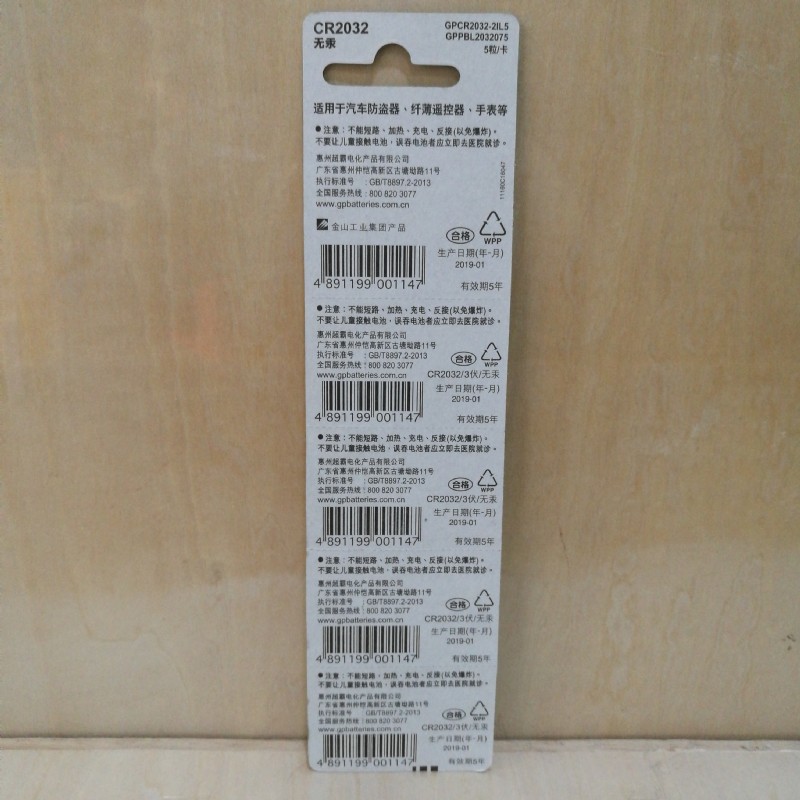 CR2032
无汞
GPCR2032-2IL5
GPPBL2032075
5粒/卡
适用于汽车防盗器、纤薄遥控器、手表等
●注意：不能短路、加热、充电、反接(以免爆炸)。
不要让儿童接触电池，误吞电池者应立即去医院就诊。
惠州超霸电化产品有限公司
广东省惠州仲恺高新区古塘坳路11号
执行标准号 : GB/T8897.2-2013
全国服务热线 : 800 820 3077
www.gpbatteries.com.cn
金山工业集团产品
合格
WPP
生产日期(年-月)
2019-01
4 891199 001147
有效期5年
●注意：不能短路、加热、充电、反接(以免爆炸)。
不要让儿童接触电池，误吞电池者应立即去医院就诊。
惠州超霸电化产品有限公司
广东省惠州仲恺高新区古塘坳路11号
执行标准号 : GB/T8897.2-2013
全国服务热线 : 800 820 3077
www.gpbatteries.com.cn
合格
WPP
CR2032/3伏/无汞
生产日期(年-月)
2019-01
4 891199 001147
有效期5年
●注意：不能短路、加热、充电、反接(以免爆炸)。
不要让儿童接触电池，误吞电池者应立即去医院就诊。
惠州超霸电化产品有限公司
广东省惠州仲恺高新区古塘坳路11号
执行标准号 : GB/T8897.2-2013
全国服务热线 : 800 820 3077
www.gpbatteries.com.cn
合格
WPP
CR2032/3伏/无汞
生产日期(年-月)
2019-01
4 891199 001147
有效期5年
●注意：不能短路、加热、充电、反接(以免爆炸)。
不要让儿童接触电池，误吞电池者应立即去医院就诊。
惠州超霸电化产品有限公司
广东省惠州仲恺高新区古塘坳路11号
执行标准号 : GB/T8897.2-2013
全国服务热线 : 800 820 3077
www.gpbatteries.com.cn
合格
WPP
CR2032/3伏/无汞
生产日期(年-月)
2019-01
4 891199 001147
有效期5年
●注意：不能短路、加热、充电、反接(以免爆炸)。
不要让儿童接触电池，误吞电池者应立即去医院就诊。
惠州超霸电化产品有限公司
广东省惠州仲恺高新区古塘坳路11号
执行标准号 : GB/T8897.2-2013
全国服务热线 : 800 820 3077
www.gpbatteries.com.cn
合格
WPP
CR2032/3伏/无汞
生产日期(年-月)
2019-01
4 891199 001147
有效期5年